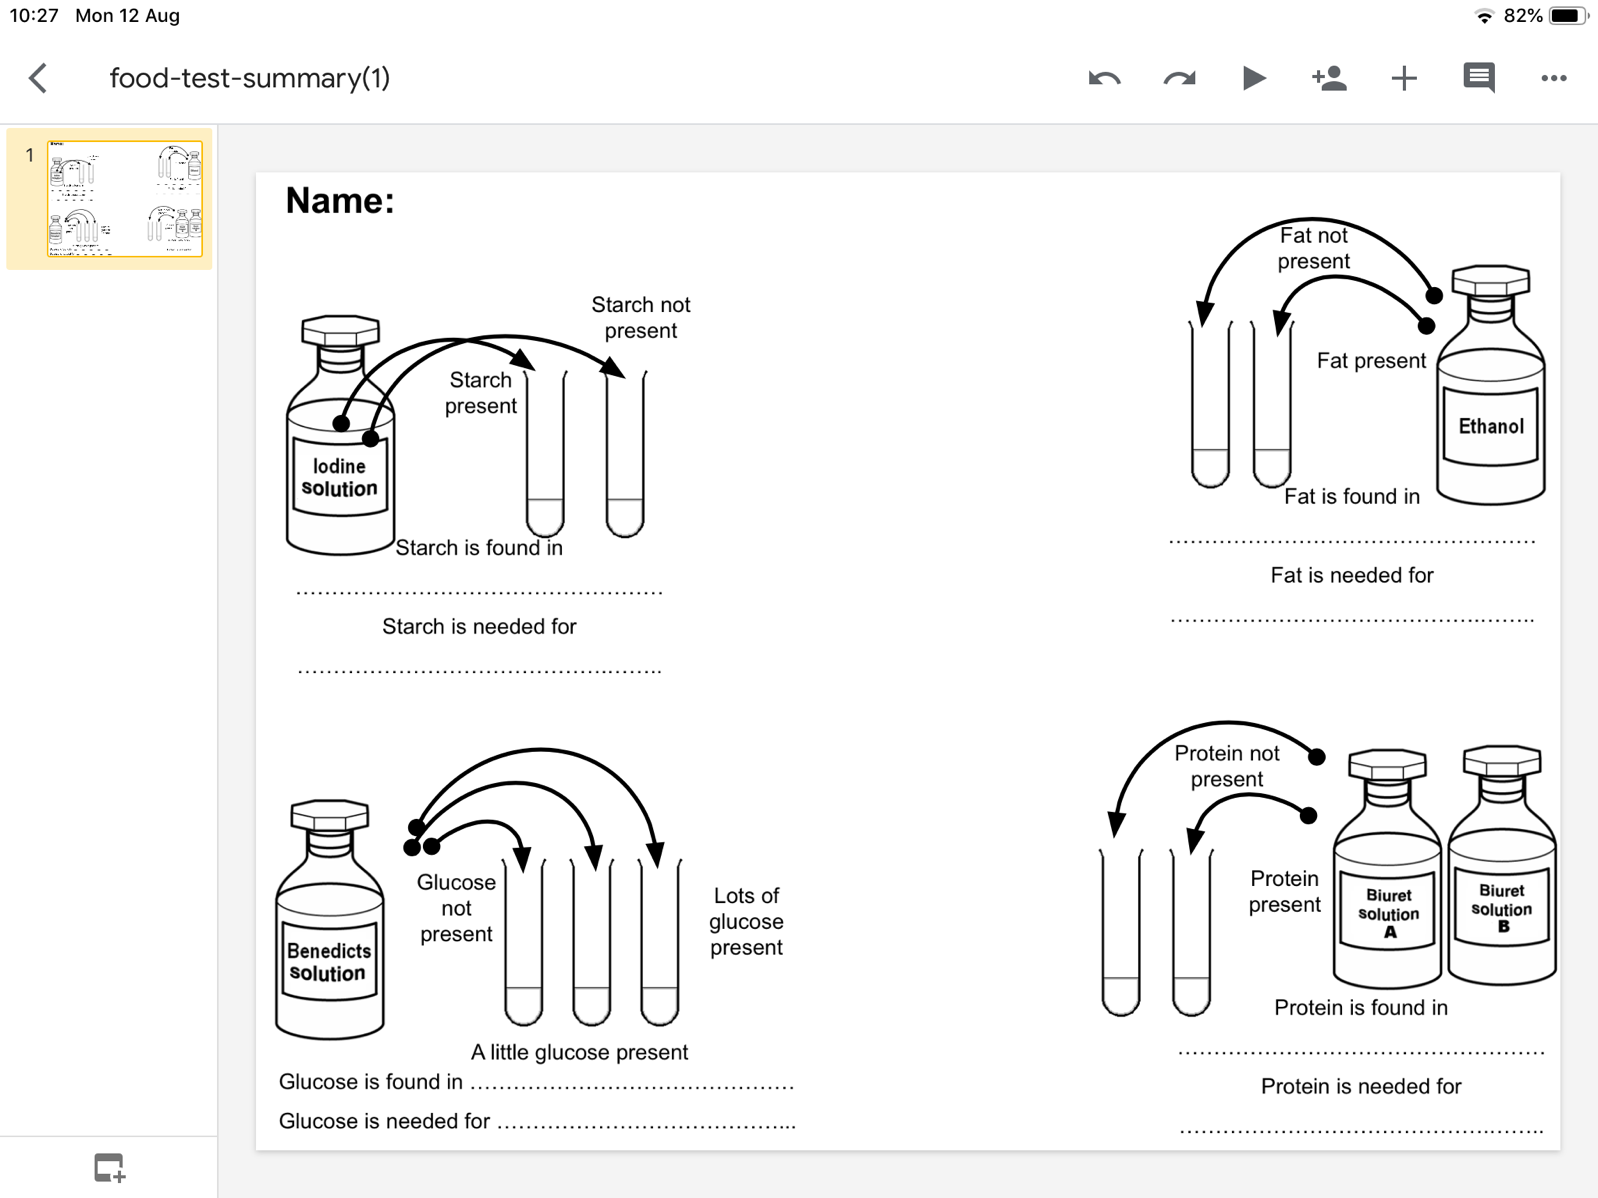 10:27 Mon 12 Aug
82%
food-test-summary(1)
1
Name:
Starch not
present
Starch
present
Iodine
solution
Starch is found in
................................................
Starch is needed for
................................................
Fat not
present
Fat present
Ethanol
Fat is found in
................................................
Fat is needed for
................................................
Glucose
not
present
Lots of
glucose
present
Benedicts
solution
A little glucose present
Glucose is found in ...........................................
Glucose is needed for .......................................
Protein not
present
Protein
present
Biuret
solution
A
Biuret
solution
B
Protein is found in
................................................
Protein is needed for
................................................